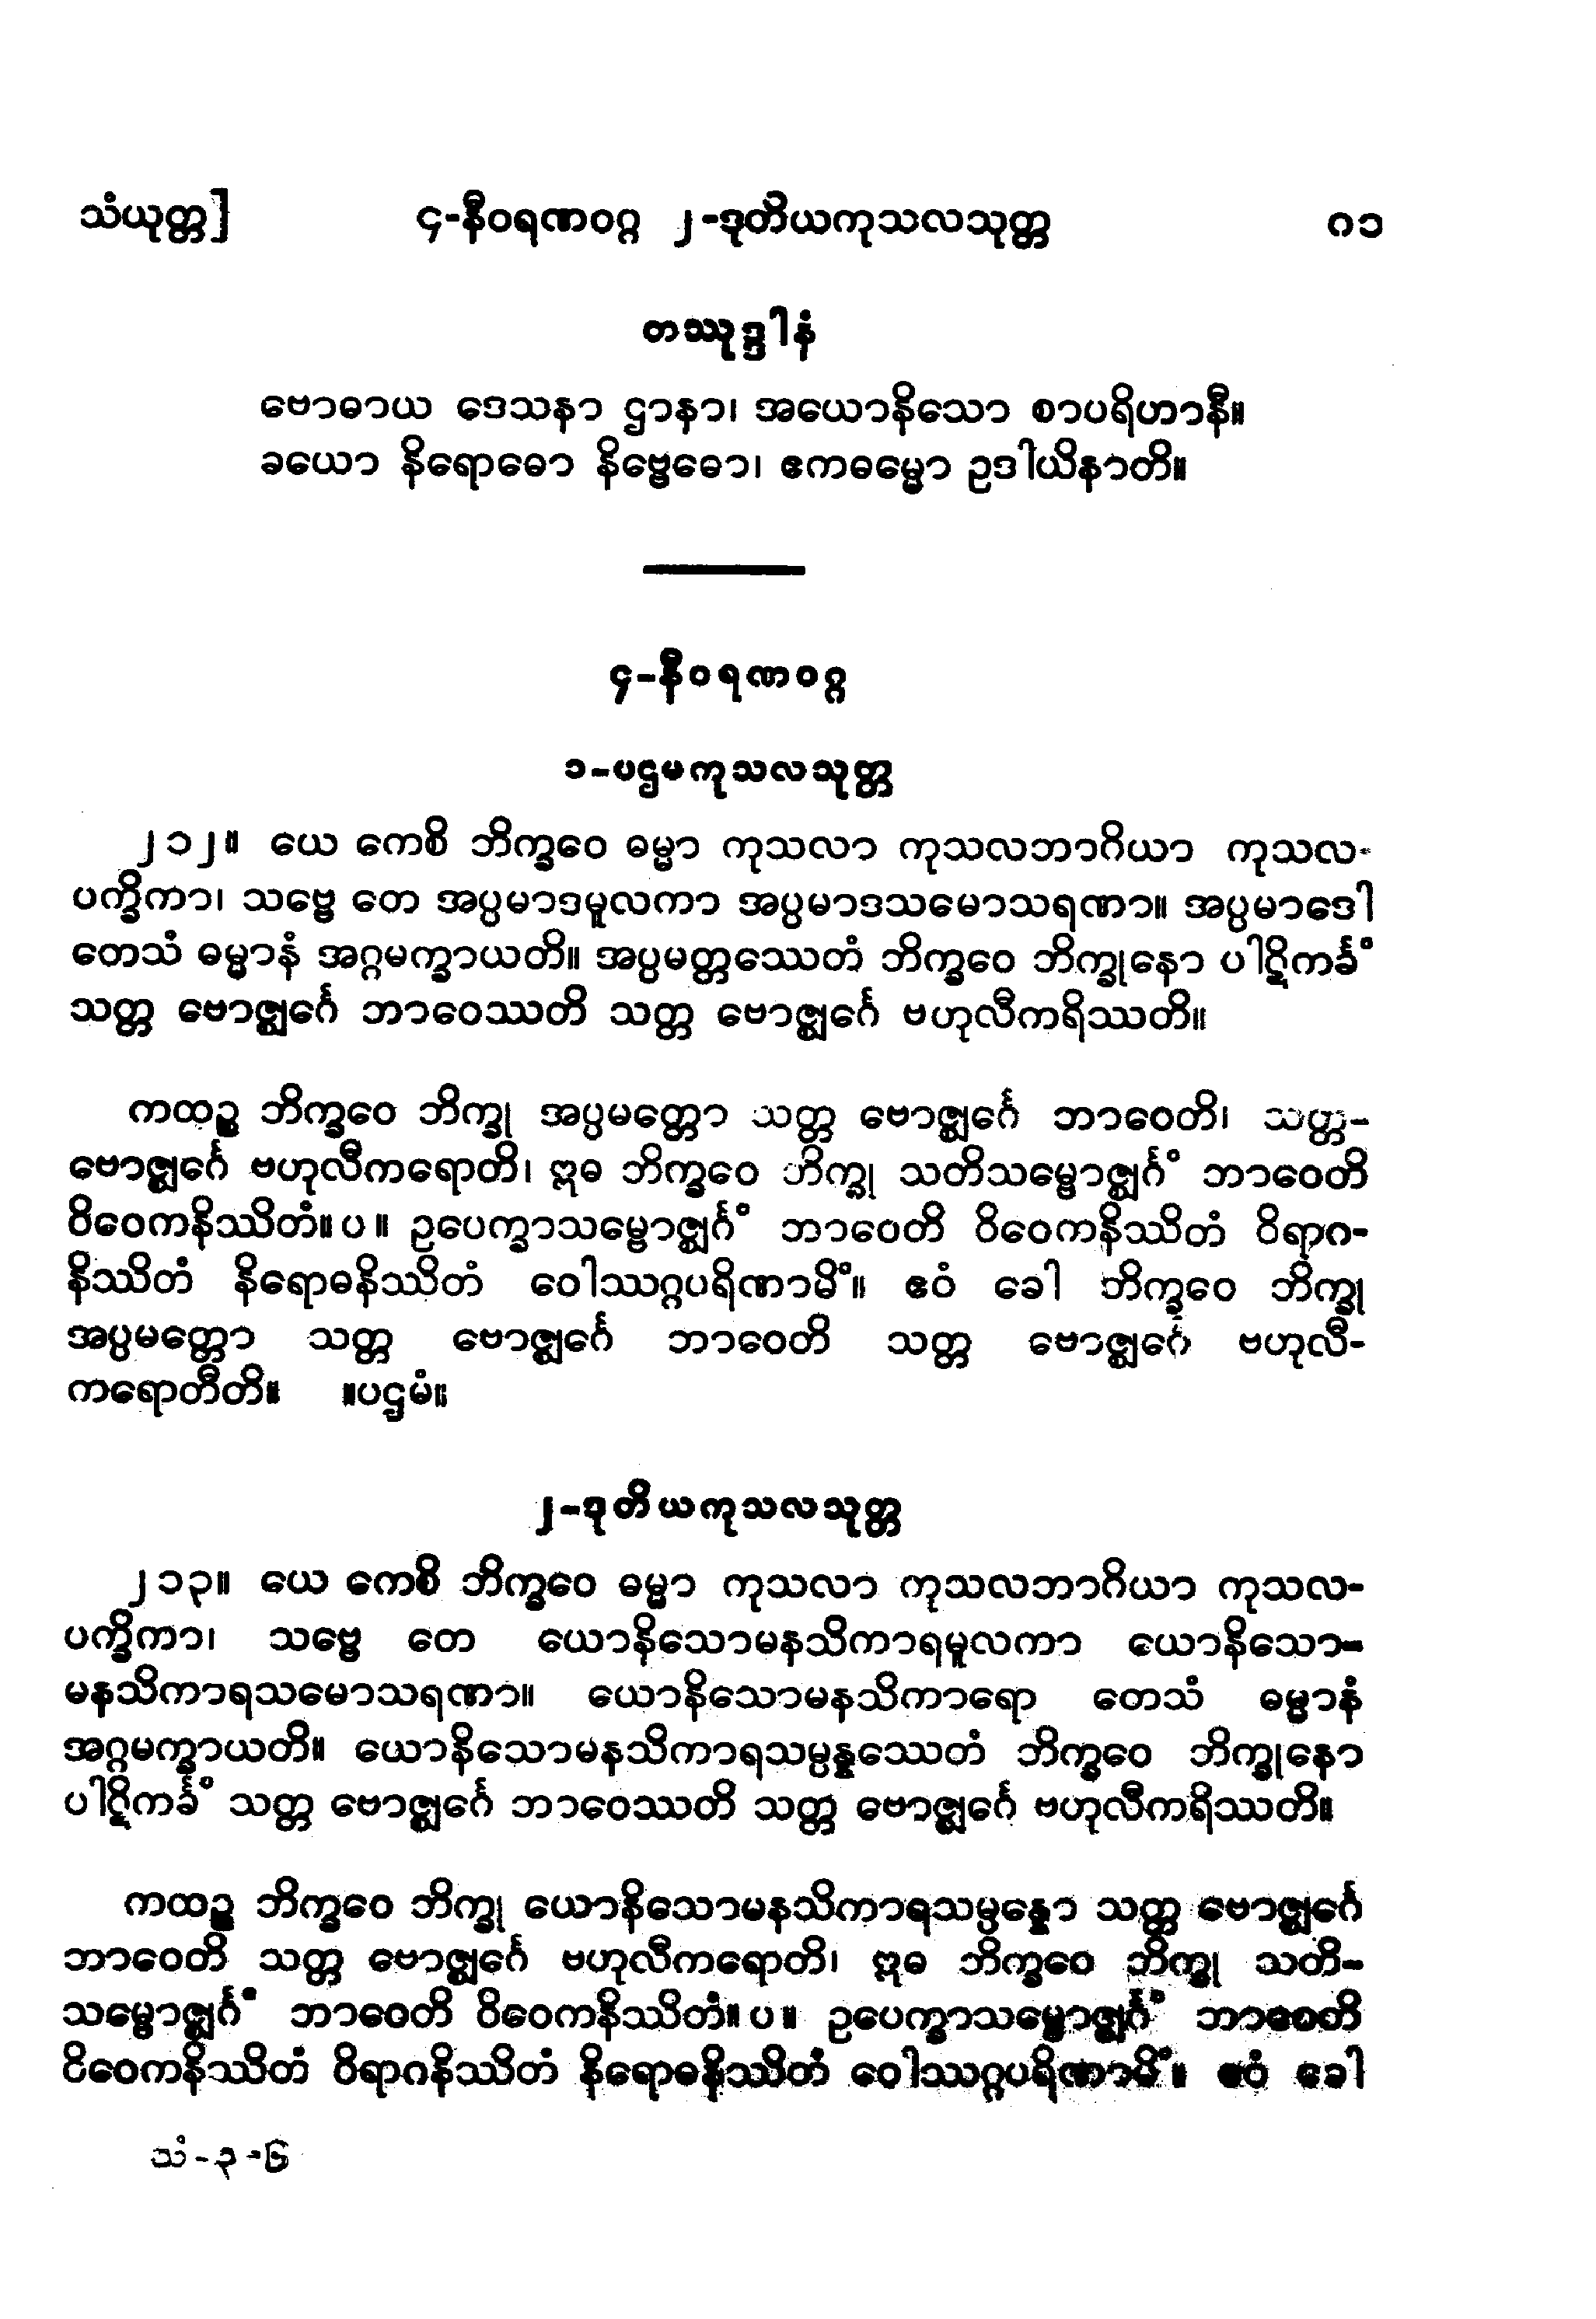 သံယုတ္တ] ၄-နီဝရဏဝဂ္ဂ ၂-ဒုတိယကုသလသုတ္တ ဂ၁
တဿုဒ္ဒါနံ
ဗောဓာယ ဒေသနာ ဌာနာ၊ အယောနိသော စာပရိဟာနီ။
ခယော နိရောဓော နိဗ္ဗေဓော၊ ဧကဓမ္မော ဥဒါယိနာတိ။
၄-နီဝရဏဝဂ္ဂ
၁-ပဌမကုသလသုတ္တ
၂၁၂။ ယေ ကေစိ ဘိက္ခဝေ ဓမ္မာ ကုသလာ ကုသလဘာဂိယာ ကုသလ-
ပက္ခိကာ၊ သဗ္ဗေ တေ အပ္ပမာဒမူလကာ အပ္ပမာဒသမောသရဏာ။ အပ္ပမာဒေါ
တေသံ ဓမ္မာနံ အဂ္ဂမက္ခာယတိ။ အပ္ပမတ္တဿေတံ ဘိက္ခဝေ ဘိက္ခုနော ပါဋိကင်္ခံ
သတ္တ ဗောဇ္ဈင်္ဂေ ဘာဝေဿတိ သတ္တ ဗောဇ္ဈင်္ဂေ ဗဟုလီကရိဿတိ။
ကထဉ္စ ဘိက္ခဝေ ဘိက္ခု အပ္ပမတ္တော သတ္တ ဗောဇ္ဈင်္ဂေ ဘာဝေတိ၊ သတ္တ-
ဗောဇ္ဈင်္ဂေ ဗဟုလီကရောတိ၊ ဣဓ ဘိက္ခဝေ ဘိက္ခု သတိသမ္ဗောဇ္ဈင်္ဂံ ဘာဝေတိ
ဝိဝေကနိဿိတံ။ပ။ ဥပေက္ခာသမ္ဗောဇ္ဈင်္ဂံ ဘာဝေတိ ဝိဝေကနိဿိတံ ဝိရာဂ-
နိဿိတံ နိရောဓနိဿိတံ ဝေါဿဂ္ဂပရိဏာမိံ။ ဧဝံ ခေါ ဘိက္ခဝေ ဘိက္ခု
အပ္ပမတ္တော သတ္တ ဗောဇ္ဈင်္ဂေ ဘာဝေတိ သတ္တ ဗောဇ္ဈင်္ဂေ ဗဟုလီ-
ကရောတီတိ။ ။ပဌမံ။
၂-ဒုတိယကုသလသုတ္တ
၂၁၃။ ယေ ကေစိ ဘိက္ခဝေ ဓမ္မာ ကုသလာ ကုသလဘာဂိယာ ကုသလ-
ပက္ခိကာ၊ သဗ္ဗေ တေ ယောနိသောမနသိကာရမူလကာ ယောနိသော-
မနသိကာရသမောသရဏာ။ ယောနိသောမနသိကာရော တေသံ ဓမ္မာနံ
အဂ္ဂမက္ခာယတိ။ ယောနိသောမနသိကာရသမ္ပန္နဿေတံ ဘိက္ခဝေ ဘိက္ခုနော
ပါဋိကင်္ခံ သတ္တ ဗောဇ္ဈင်္ဂေ ဘာဝေဿတိ သတ္တ ဗောဇ္ဈင်္ဂေ ဗဟုလီကရိဿတိ။
ကထဉ္စ ဘိက္ခဝေ ဘိက္ခု ယောနိသောမနသိကာရသမ္ပန္နော သတ္တ ဗောဇ္ဈင်္ဂေ
ဘာဝေတိ သတ္တ ဗောဇ္ဈင်္ဂေ ဗဟုလီကရောတိ၊ ဣဓ ဘိက္ခဝေ ဘိက္ခု သတိ-
သမ္ဗောဇ္ဈင်္ဂံ ဘာဝေတိ ဝိဝေကနိဿိတံ။ပ။ ဥပေက္ခာသမ္ဗောဇ္ဈင်္ဂံ ဘာဝေတိ
ဝိဝေကနိဿိတံ ဝိရာဂနိဿိတံ နိရောဓနိဿိတံ ဝေါဿဂ္ဂပရိဏာမိံ။ ဧဝံ ခေါ
သံ-၃-၆